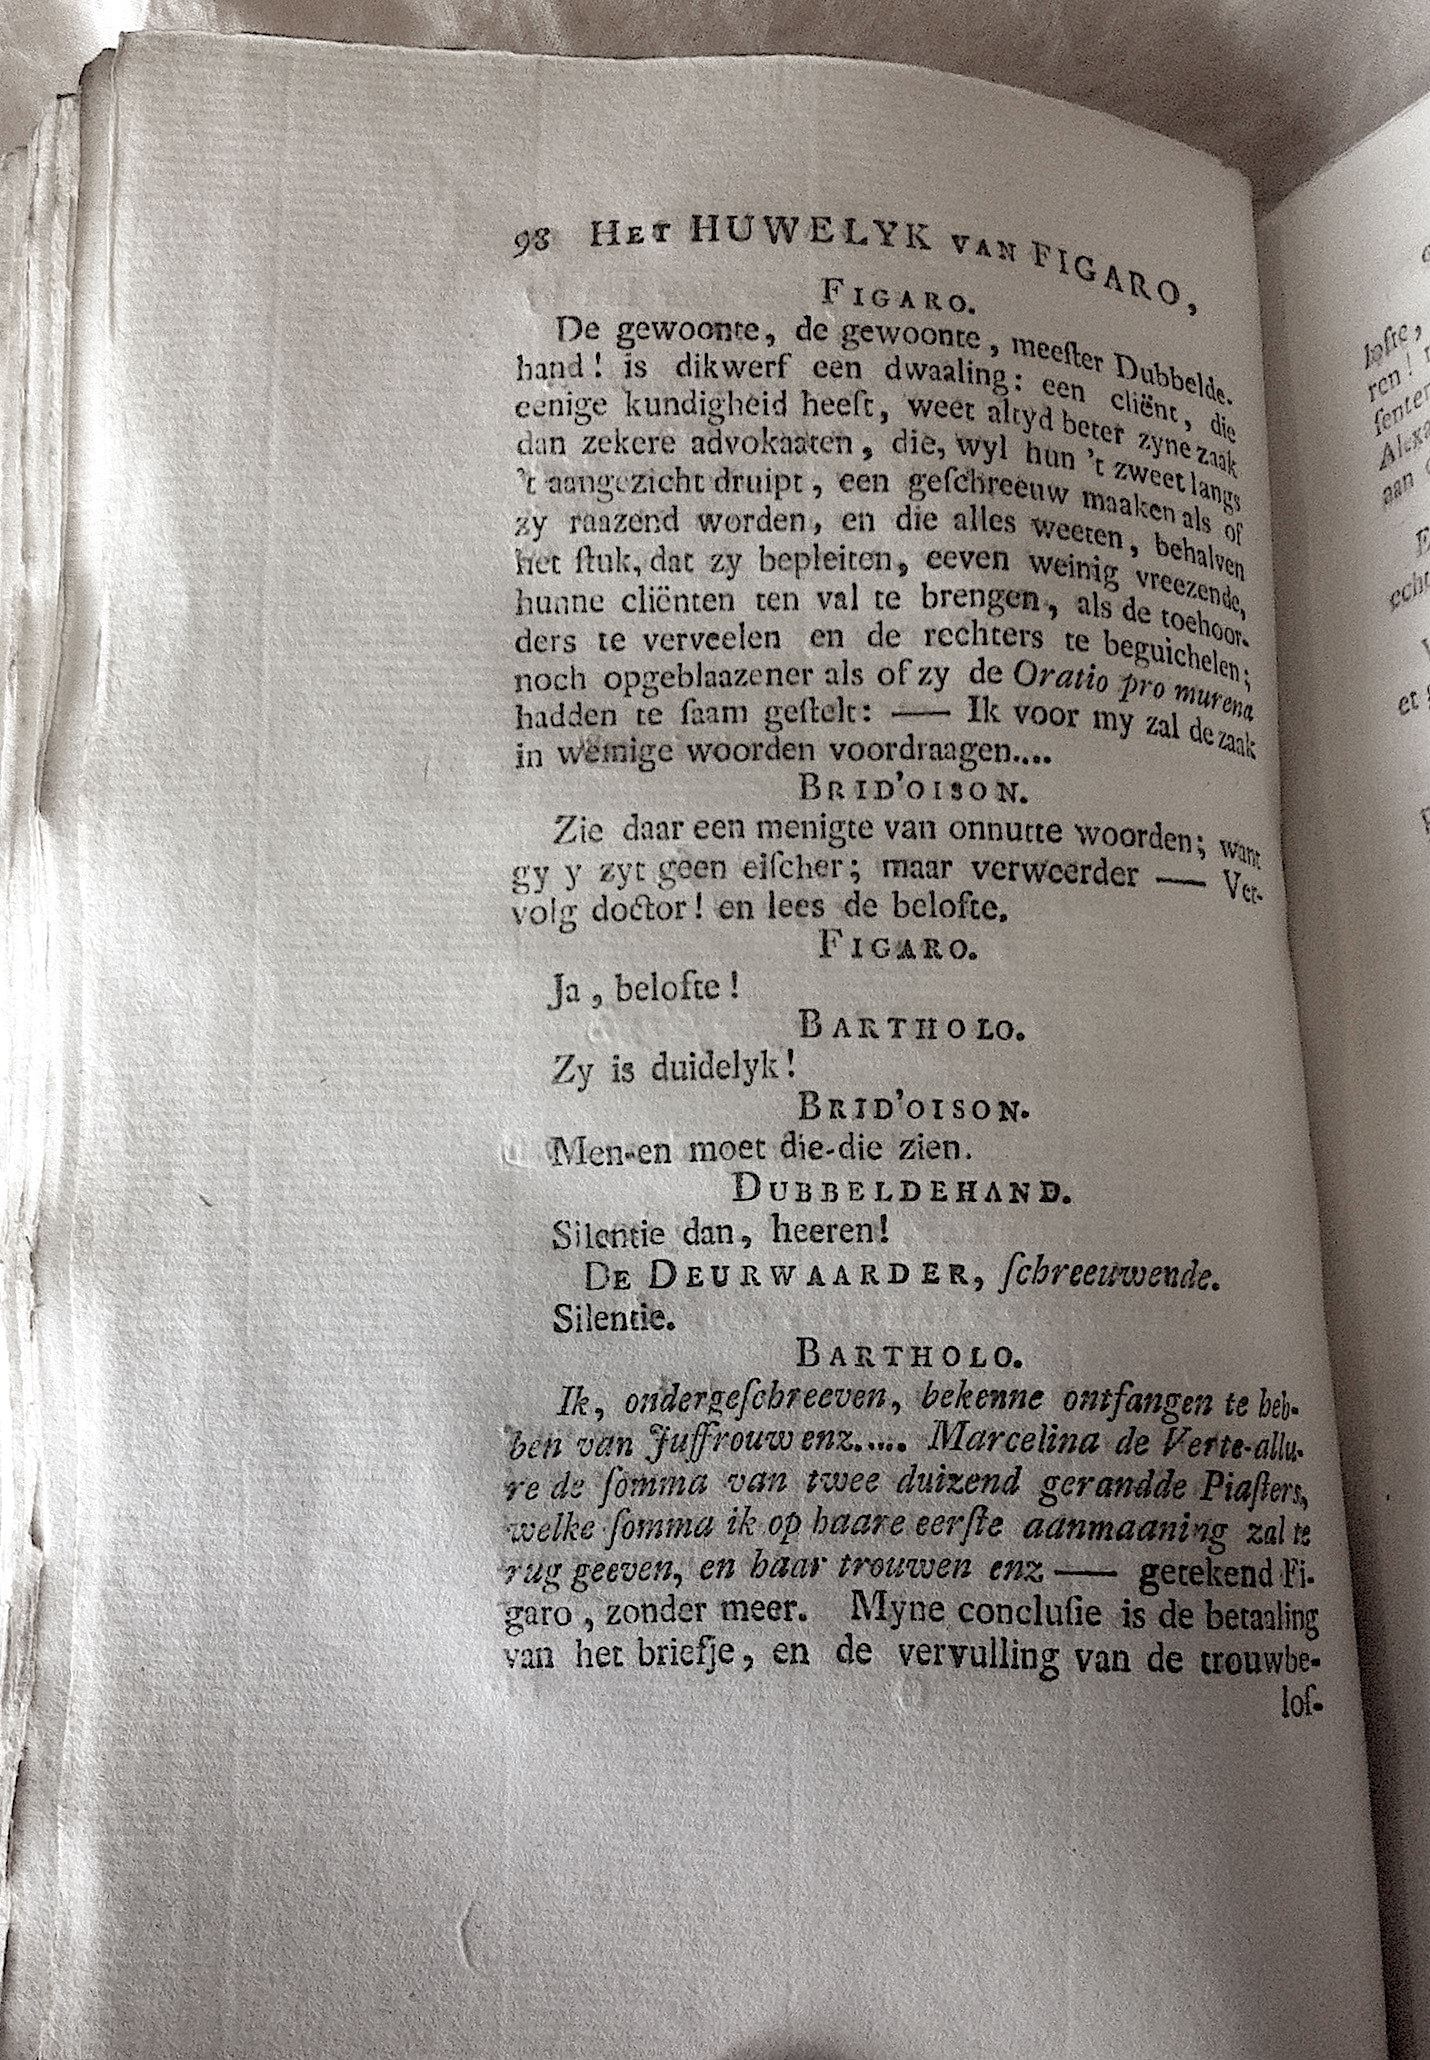 98 HET HUWELYK VAN FIGARO,
FIGARO.
De gewoonte, de gewoonte, meeſter Dubbelde-
hand! is dikwerf een dwaaling: een cliënt, die
eenige kundigheid heeft, weet altyd beter zyne zaak
dan zekere advokaaten, die, wyl hun 't zweet langs
't aangezicht druipt, een geſchreeuw maaken als of
zy raazend worden, en die alles weeten, behalven
het ſtuk, dat zy bepleiten, eeven weinig vreezende,
hunne cliënten ten val te brengen, als de toehoor-
ders te verveelen en de rechters te beguichelen;
noch opgeblaazener als of zy de Oratio pro murena
hadden te ſaam geſtelt: —— Ik voor my zal de zaak
in weinige woorden voordraagen....
BRID'OISON.
Zie daar een menigte van onnutte woorden; want
gy y zyt geen eiſcher; maar verweerder —— Ver-
volg doctor! en lees de belofte.
FIGARO.
Ja, belofte!
BARTHOLO.
Zy is duidelyk!
BRID'OISON.
Men-en moet die-die zien.
DUBBELDEHAND.
Silentie dan, heeren!
DE DEURWAARDER, ſchreeuwende.
Silentie.
BARTHOLO.
Ik, ondergeſchreeven, bekenne ontfangen te heb-
ben van Juffrouw enz..... Marcelina de Verte-allu-
re de ſomma van twee duizend gerandde Piaſters,
welke ſomma ik op haare eerſte aanmaaning zal te
rug geeven, en haar trouwen enz —— getekend Fi-
garo, zonder meer. Myne concluſie is de betaaling
van het briefje, en de vervulling van de trouwbe-
lof-
lofte,
ren!
aan
et